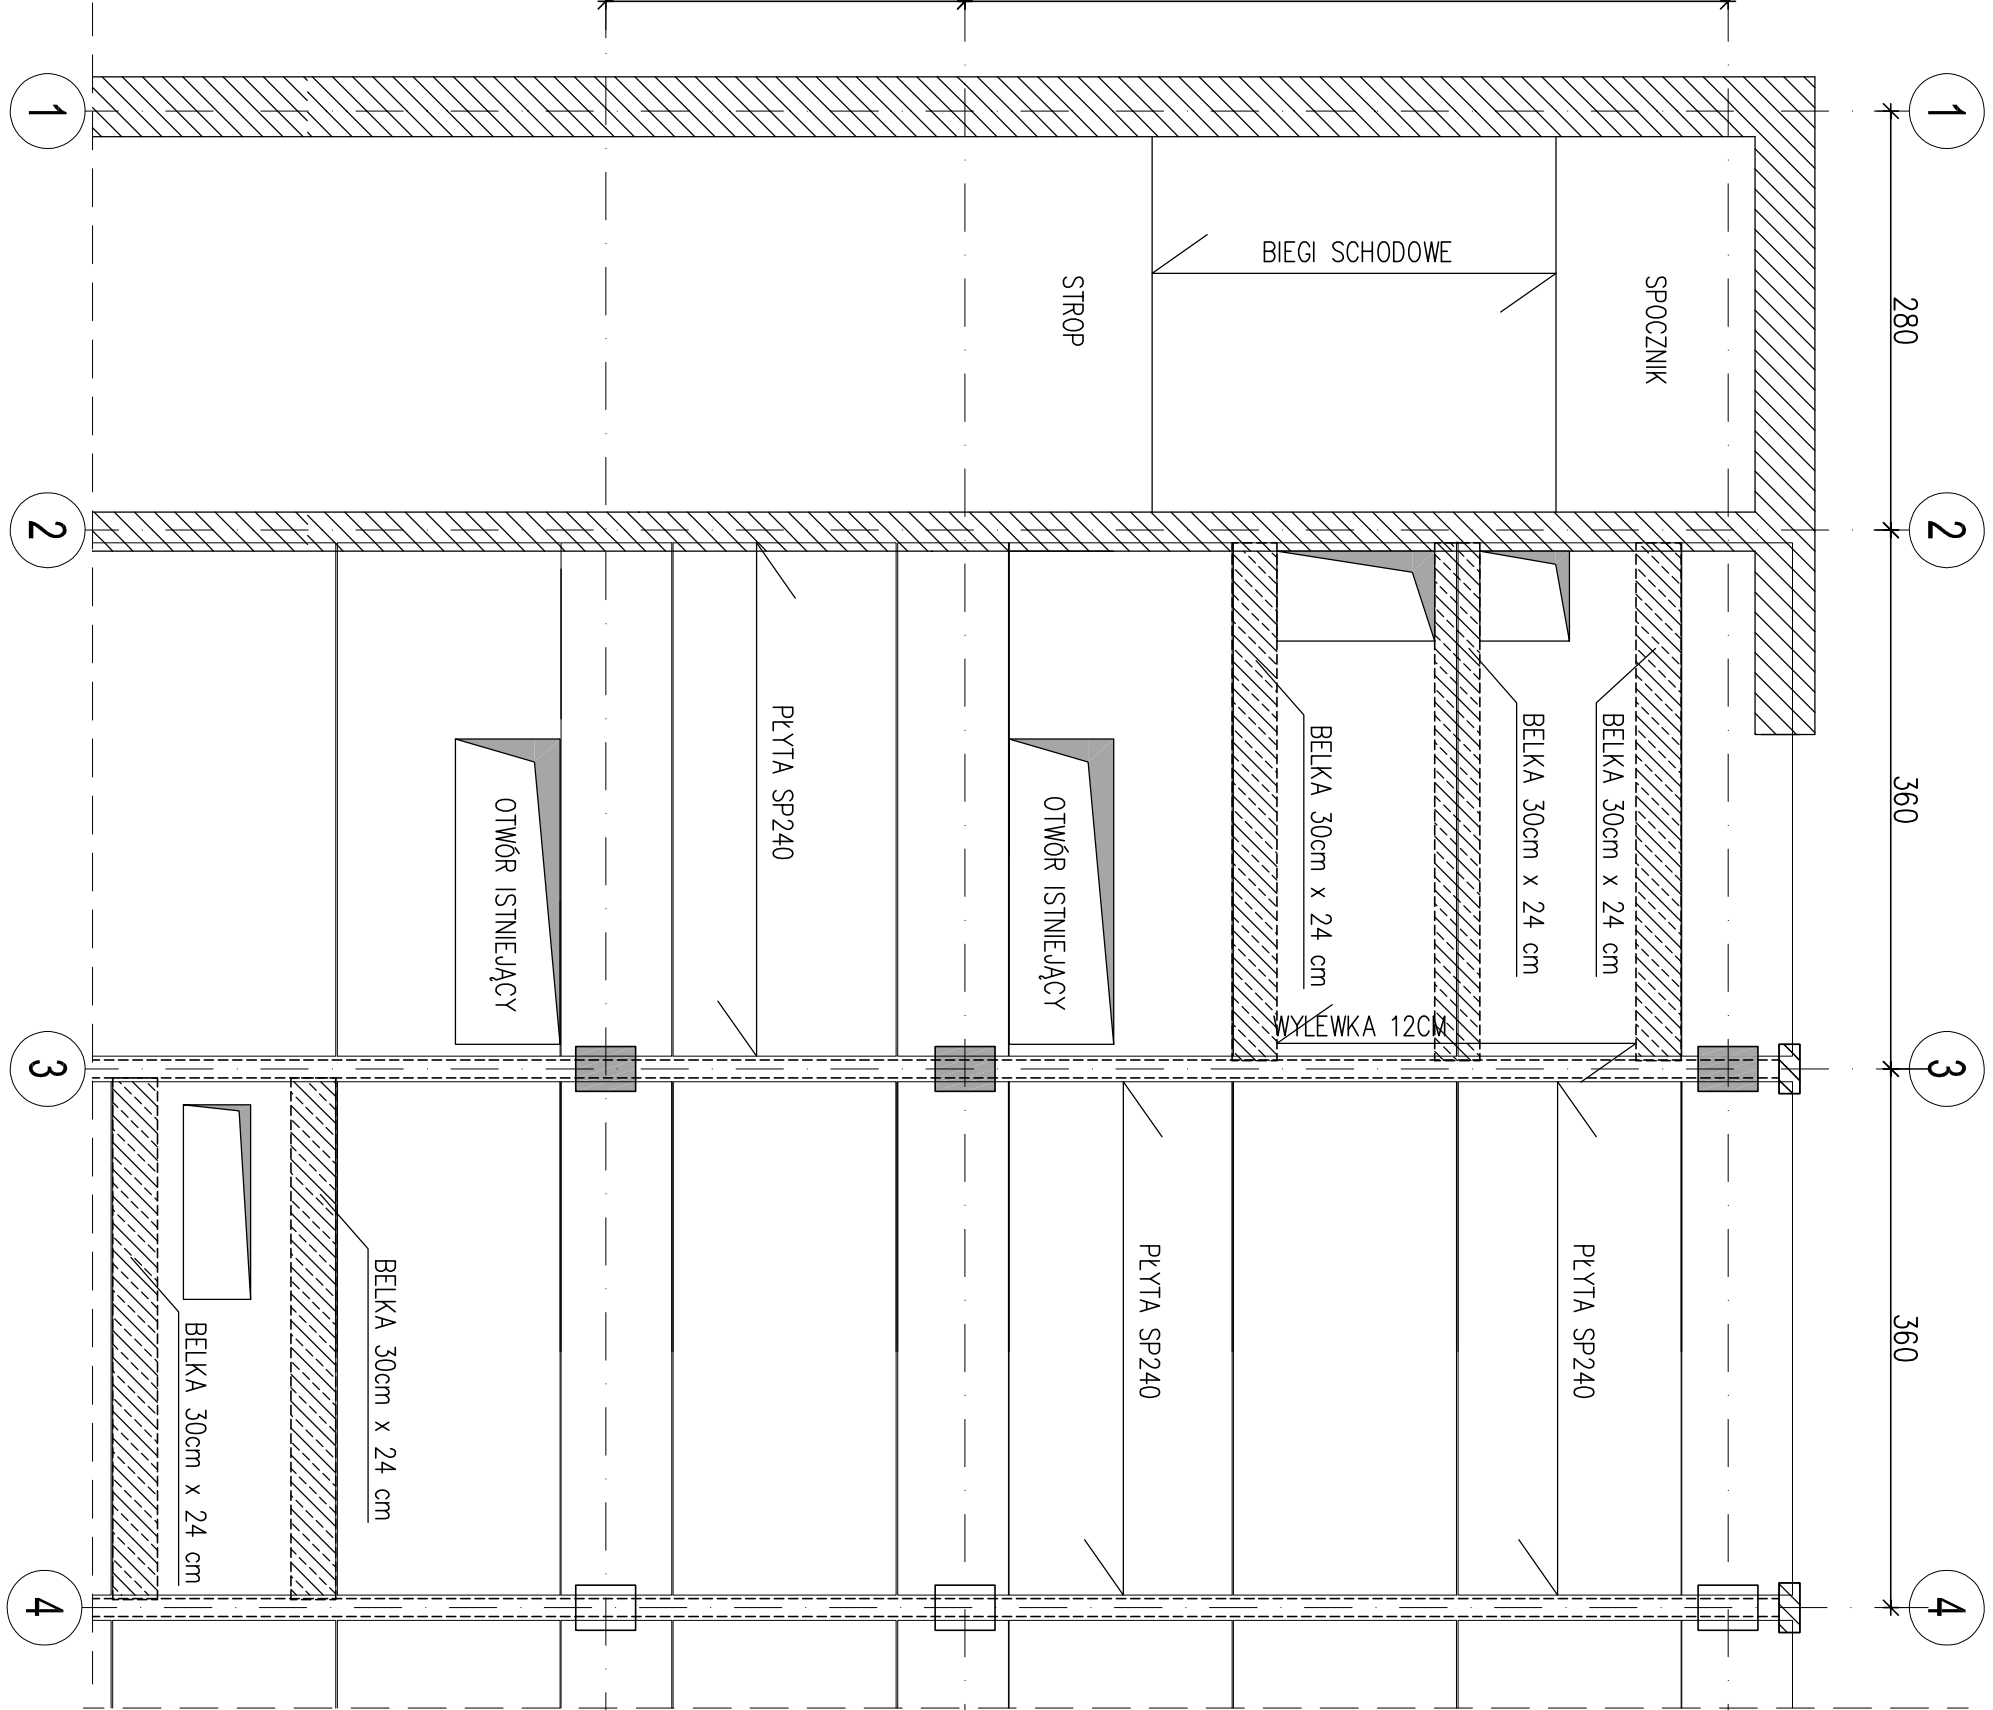 1
1
280
BIEGI SCHODOWE
STROP
SPOCZNIK
2
2
360
PŁYTA SP240
OTWÓR ISTNIEJĄCY
OTWÓR ISTNIEJĄCY
BELKA 30cm x 24 cm
BELKA 30cm x 24 cm
BELKA 30cm x 24 cm
WYLEWKA 12CM
3
3
360
PŁYTA SP240
PŁYTA SP240
BELKA 30cm x 24 cm
BELKA 30cm x 24 cm
4
4